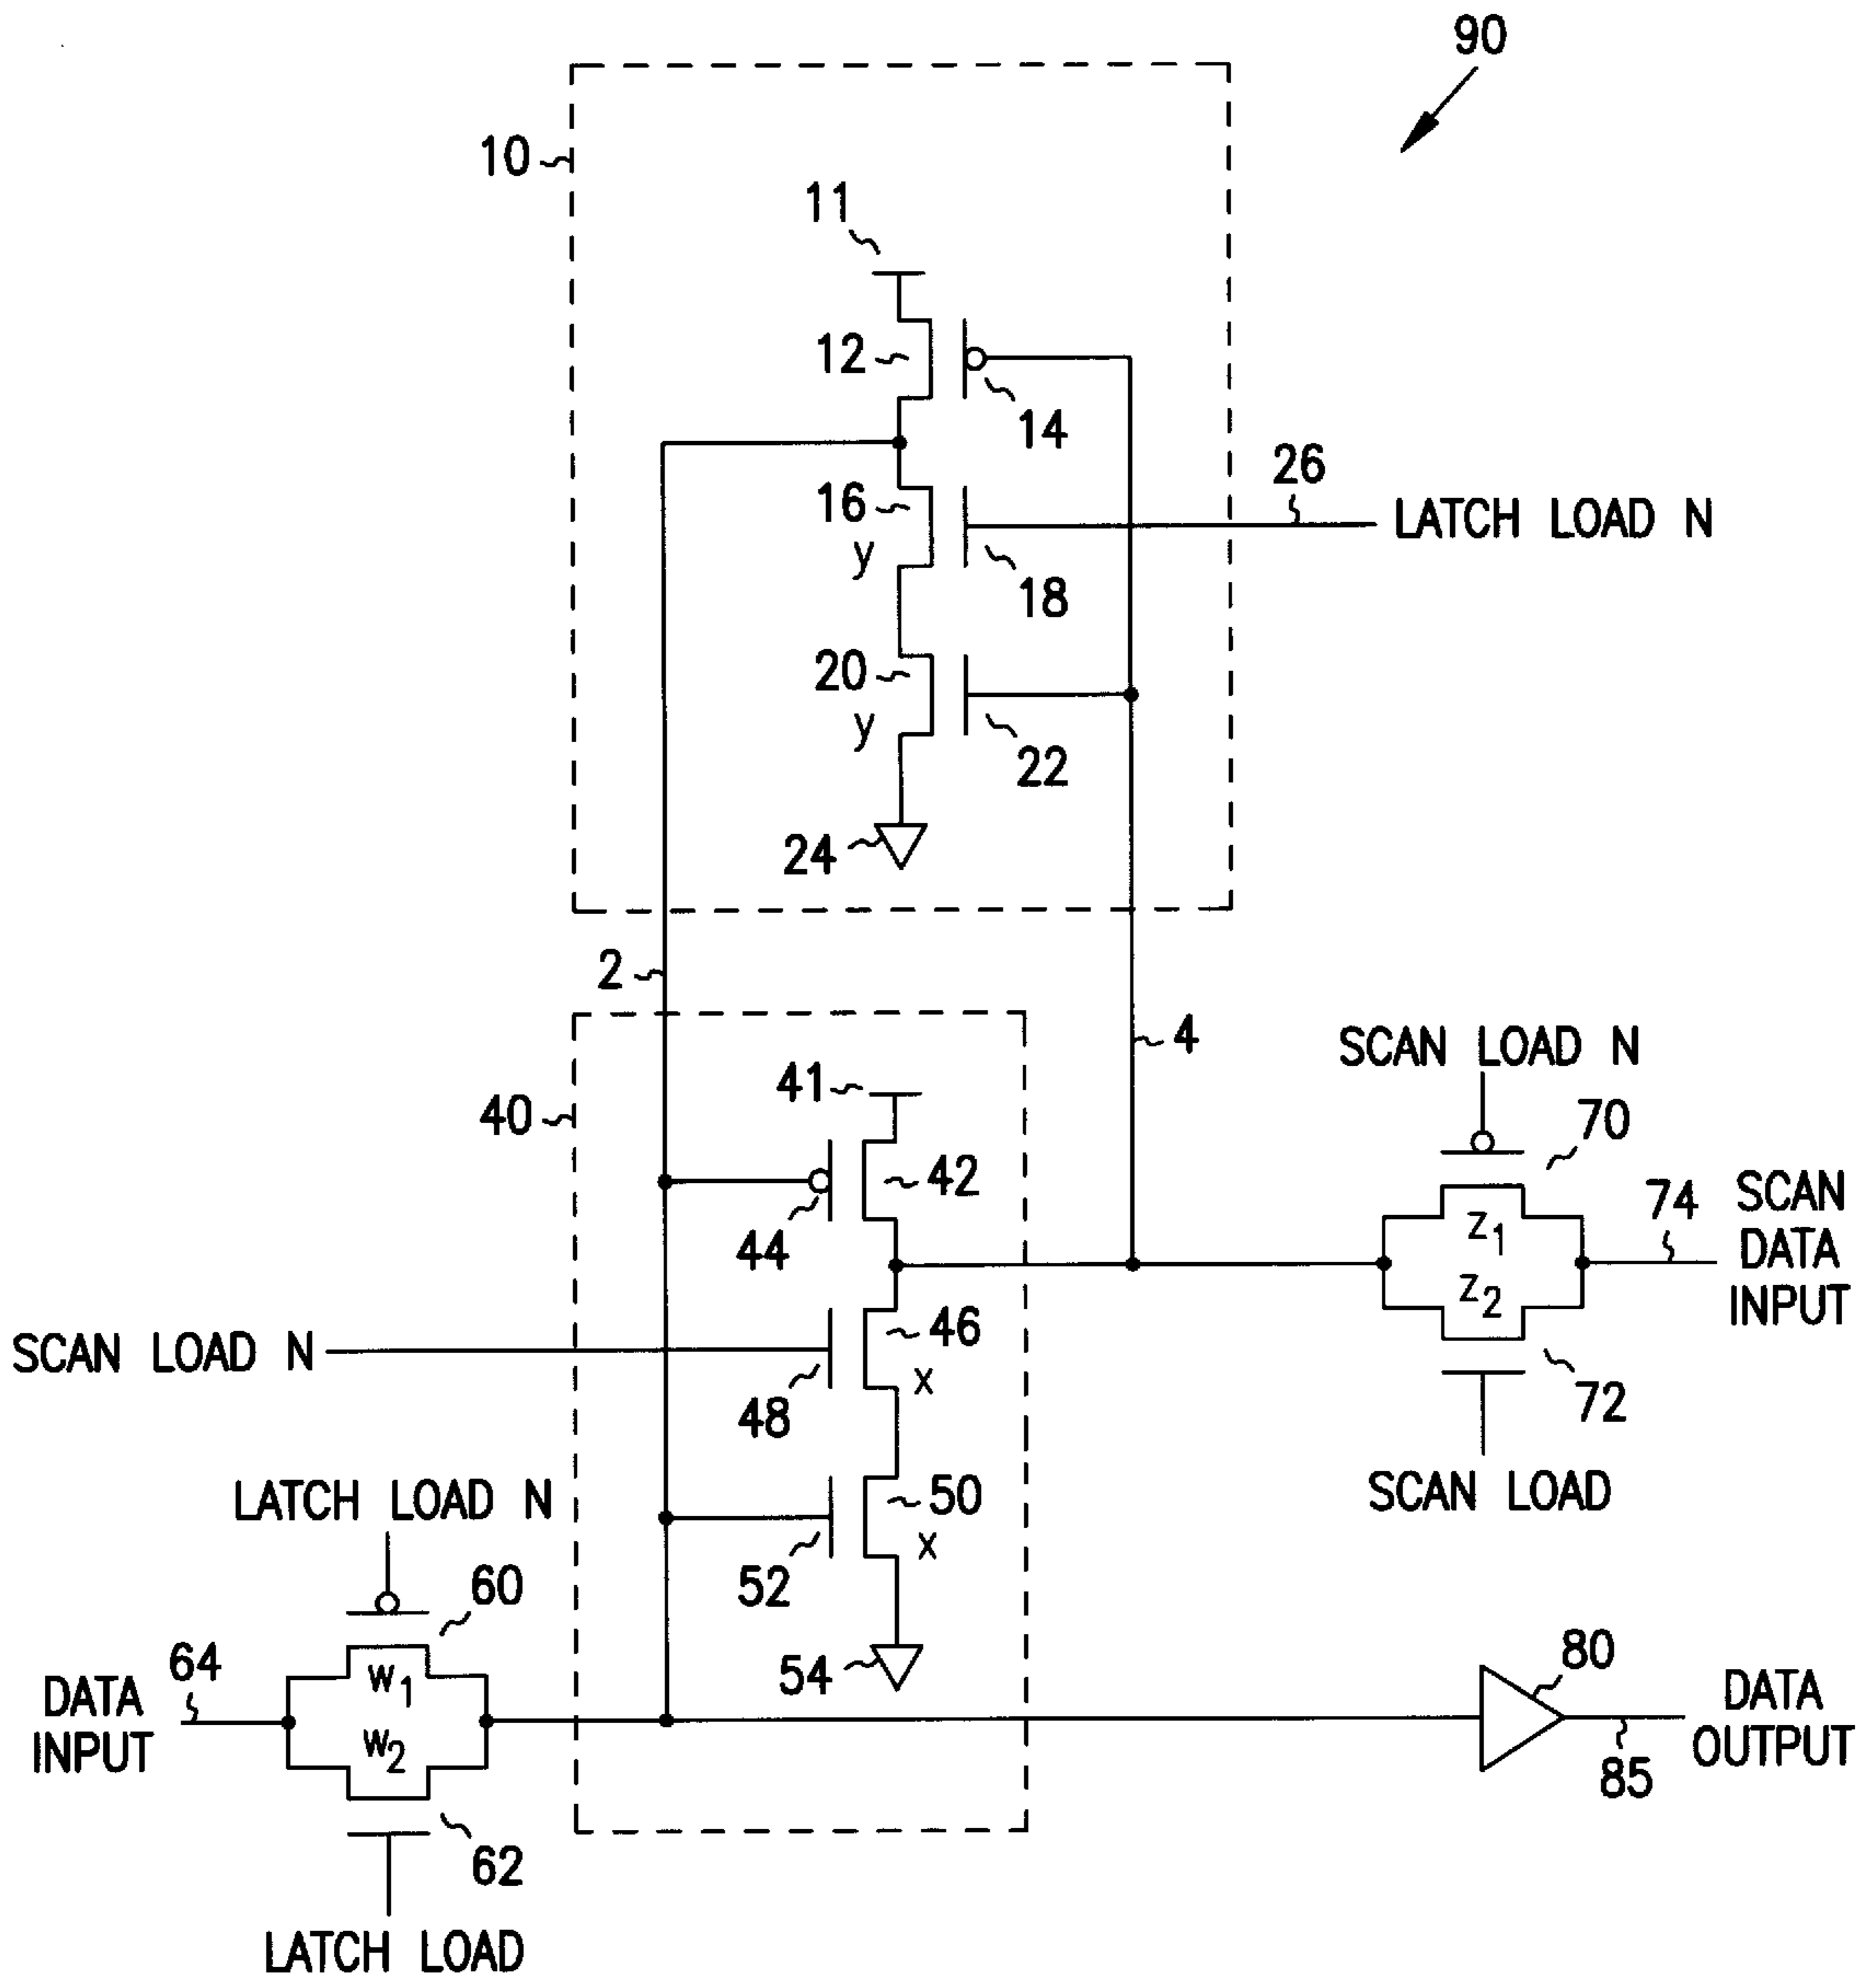 90
10
11
12
14
26
16
LATCH LOAD N
y
18
20
y
22
24
2
4
SCAN LOAD N
41
40
70
42
74
SCAN
DATA
INPUT
44
z1
z2
46
SCAN LOAD N
x
48
72
50
SCAN LOAD
LATCH LOAD N
x
52
60
80
64
54
DATA
INPUT
w1
w2
DATA
OUTPUT
85
62
LATCH LOAD